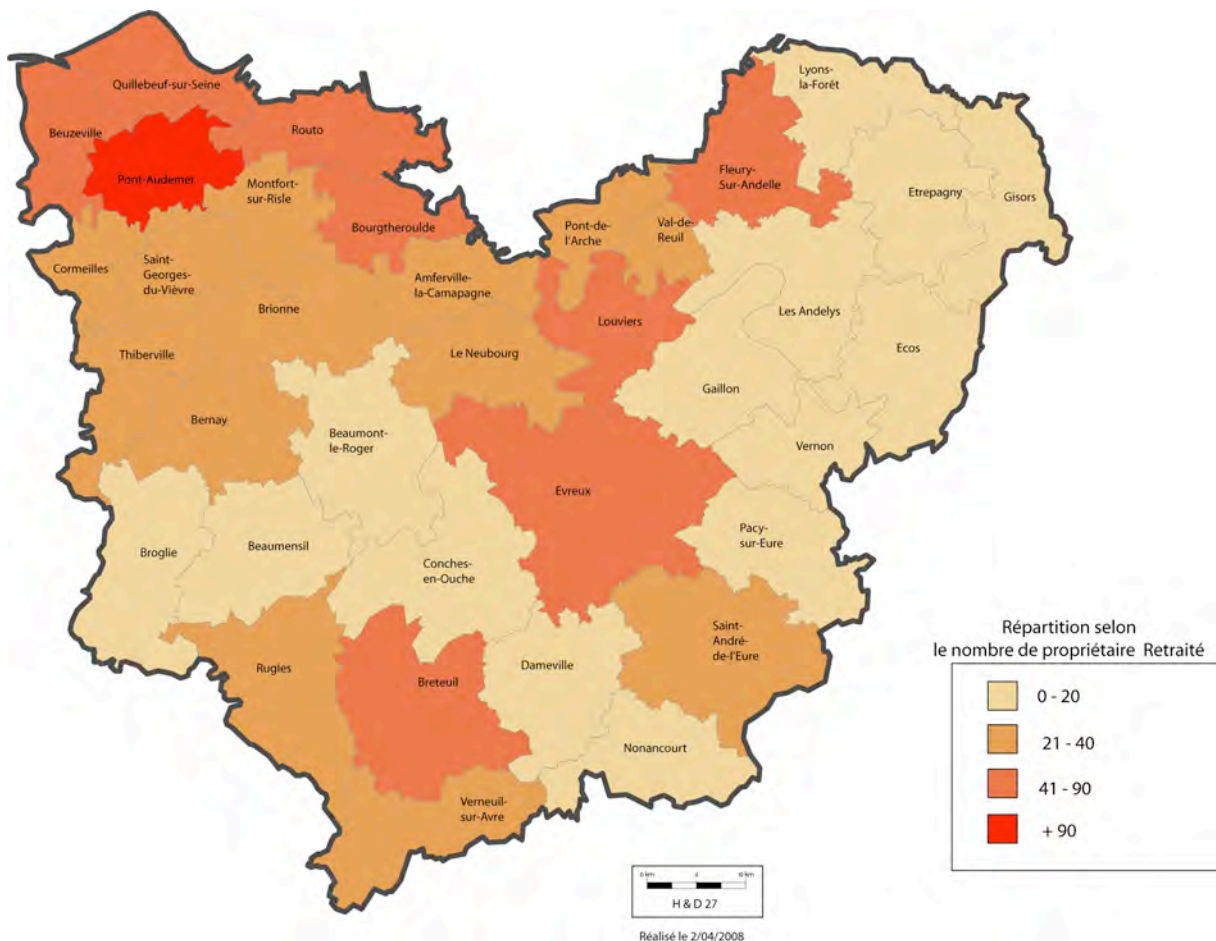 Lyons-
la-Forêt
Quillebeuf-sur-Seine
Beuzeville
Routo
Pont-Audemer
Montfort-
sur-Risle
Fleury-
Sur-Andelle
Etrepagny
Gisors
Bourgtheroulde
Pont-de-
l'Arche
Val-de-
Reuil
Cormeilles
Saint-
Georges-
du-Vièvre
Amferville-
la-Camapagne
Brionne
Les Andelys
Louviers
Thiberville
Le Neubourg
Ecos
Gaillon
Bernay
Beaumont-
le-Roger
Vernon
Evreux
Pacy-
sur-Eure
Broglie
Beaumensil
Conches-
en-Ouche
Saint-
André-
de-l'Eure
Rugles
Dameville
Breteuil
Nonancourt
Verneuil-
sur-Avre
Répartition selon
le nombre de propriétaire Retraité
0 - 20
21 - 40
41 - 90
+ 90
H & D 27
Réalisé le 2/04/2008